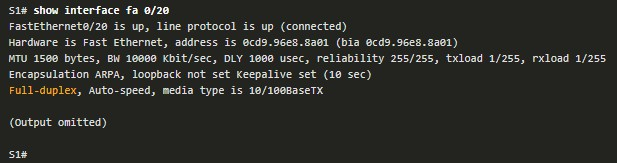 S1# show interface fa 0/20
FastEthernet0/20 is up, line protocol is up (connected)
Hardware is Fast Ethernet, address is 0cd9.96e8.8a01 (bia 0cd9.96e8.8a01)
MTU 1500 bytes, BW 10000 Kbit/sec, DLY 1000 usec, reliability 255/255, txload 1/255, rxload 1/255
Encapsulation ARPA, loopback not set Keepalive set (10 sec)
Full-duplex, Auto-speed, media type is 10/100BaseTX
(Output omitted)
S1#